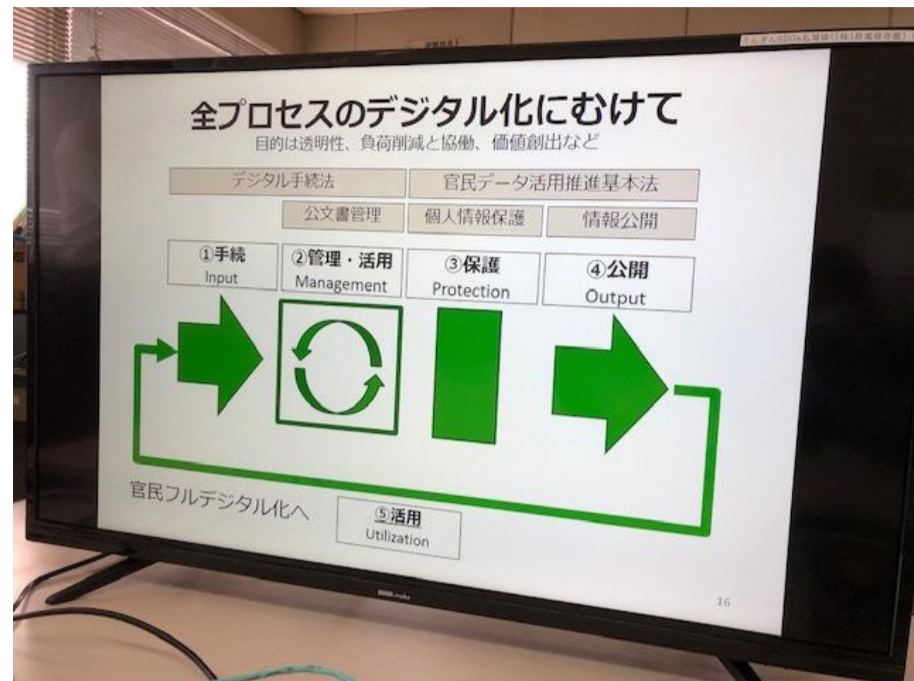 全プロセスのデジタル化にむけて
目的は透明性、負荷削減と協働、価値創出など
デジタル手続法
官民データ活用推進基本法
公文書管理
個人情報保護
情報公開
①手続
Input
②管理・活用
Management
③保護
Protection
④公開
Output
官民フルデジタル化へ
⑤活用
Utilization
16